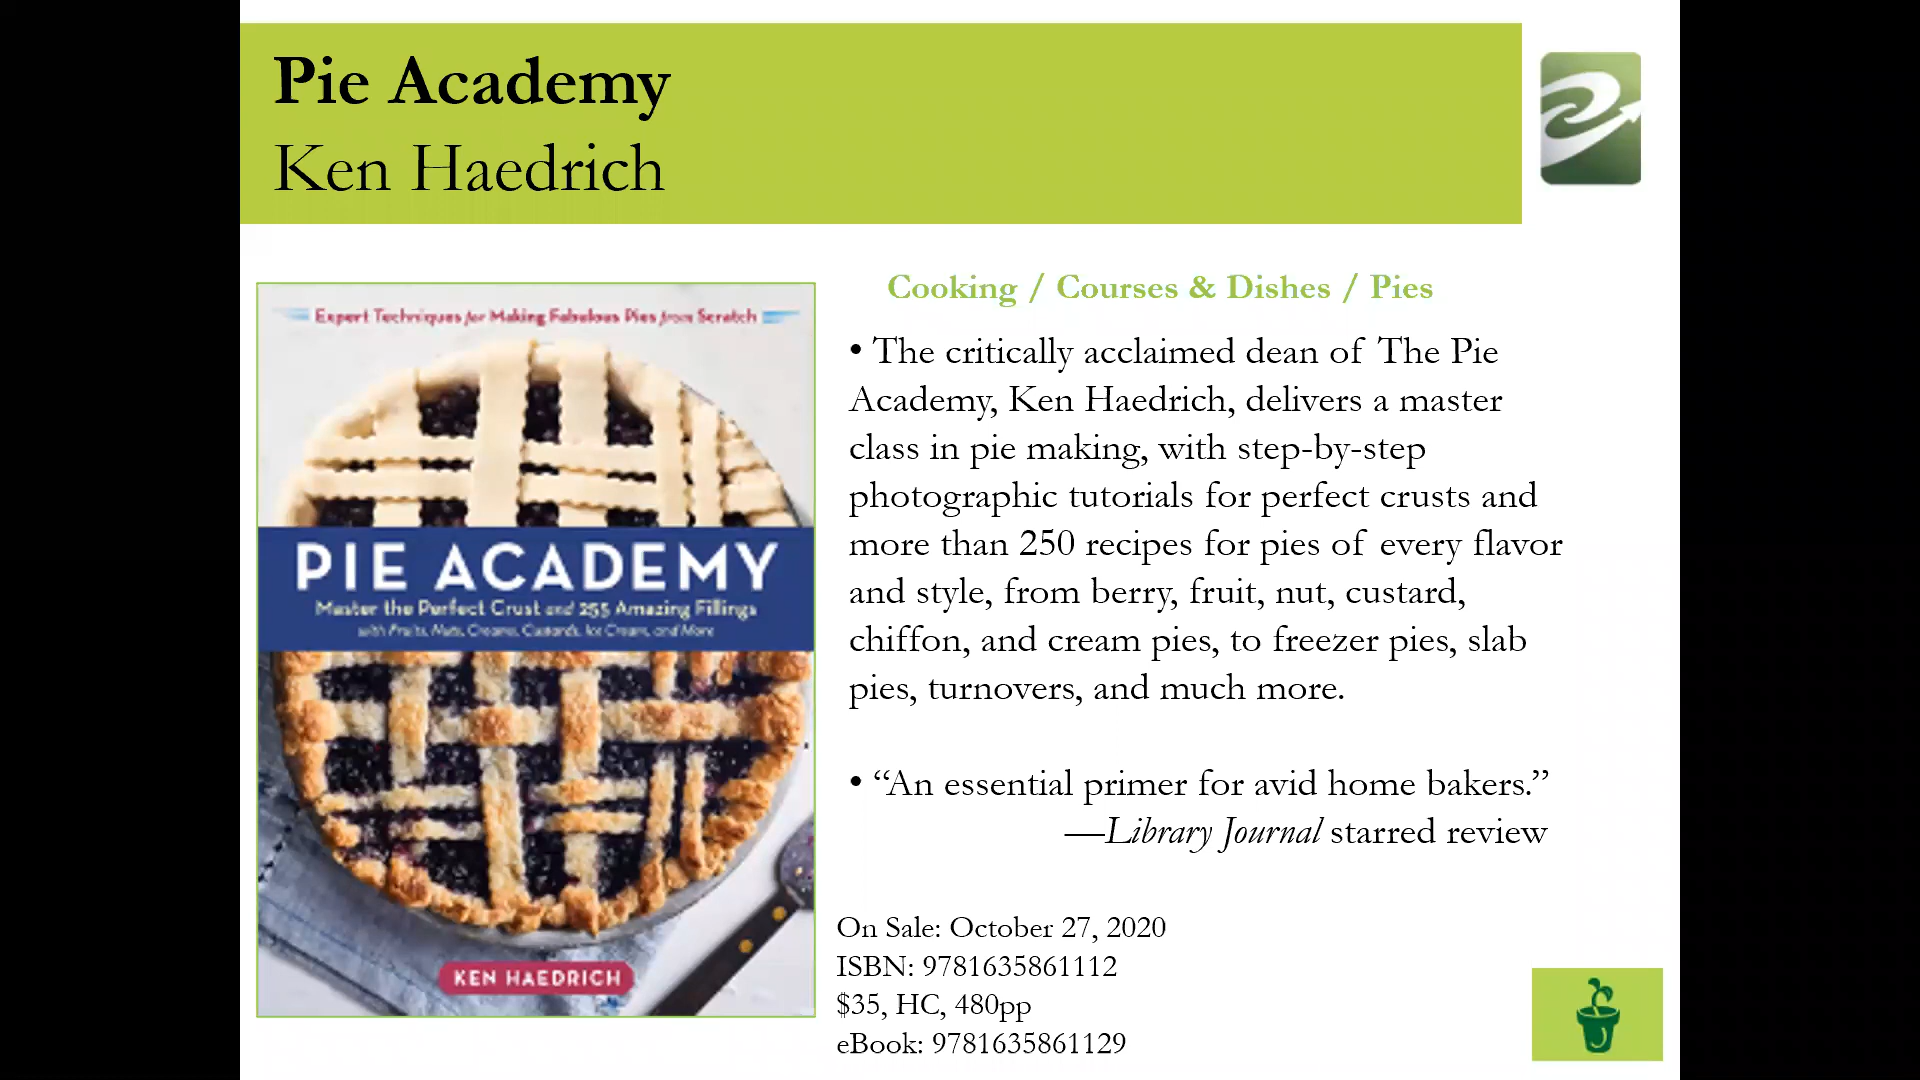 Pie Academy
Ken Haedrich
Expert Techniques for Making Fabulous Pies from Scratch
PIE ACADEMY
Master the Perfect Crust and 255 Amazing Fillings
with Fruits, Nuts, Creams, Custards, Ice Cream, and More
KEN HAEDRICH
Cooking / Courses & Dishes / Pies
• The critically acclaimed dean of The Pie
Academy, Ken Haedrich, delivers a master
class in pie making, with step-by-step
photographic tutorials for perfect crusts and
more than 250 recipes for pies of every flavor
and style, from berry, fruit, nut, custard,
chiffon, and cream pies, to freezer pies, slab
pies, turnovers, and much more.
• “An essential primer for avid home bakers.”
—Library Journal starred review
On Sale: October 27, 2020
ISBN: 9781635861112
$35, HC, 480pp
eBook: 9781635861129